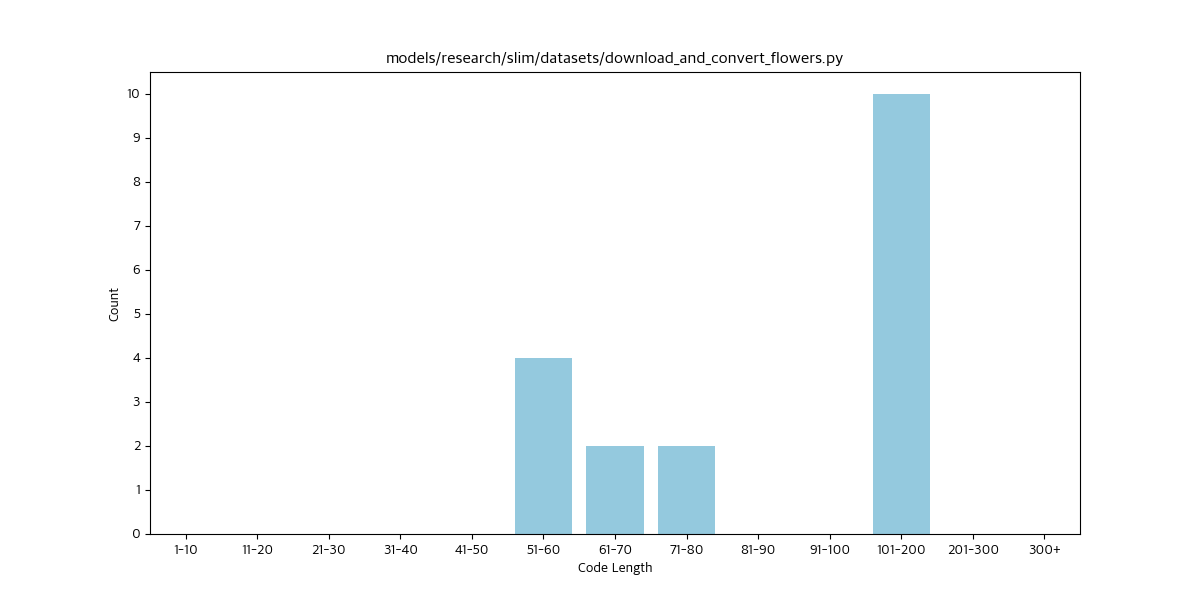 models/research/slim/datasets/download_and_convert_flowers.py
10
9
8
7
6
5
4
3
2
1
0
Count
1-10 11-20 21-30 31-40 41-50 51-60 61-70 71-80 81-90 91-100 101-200 201-300 300+
Code Length